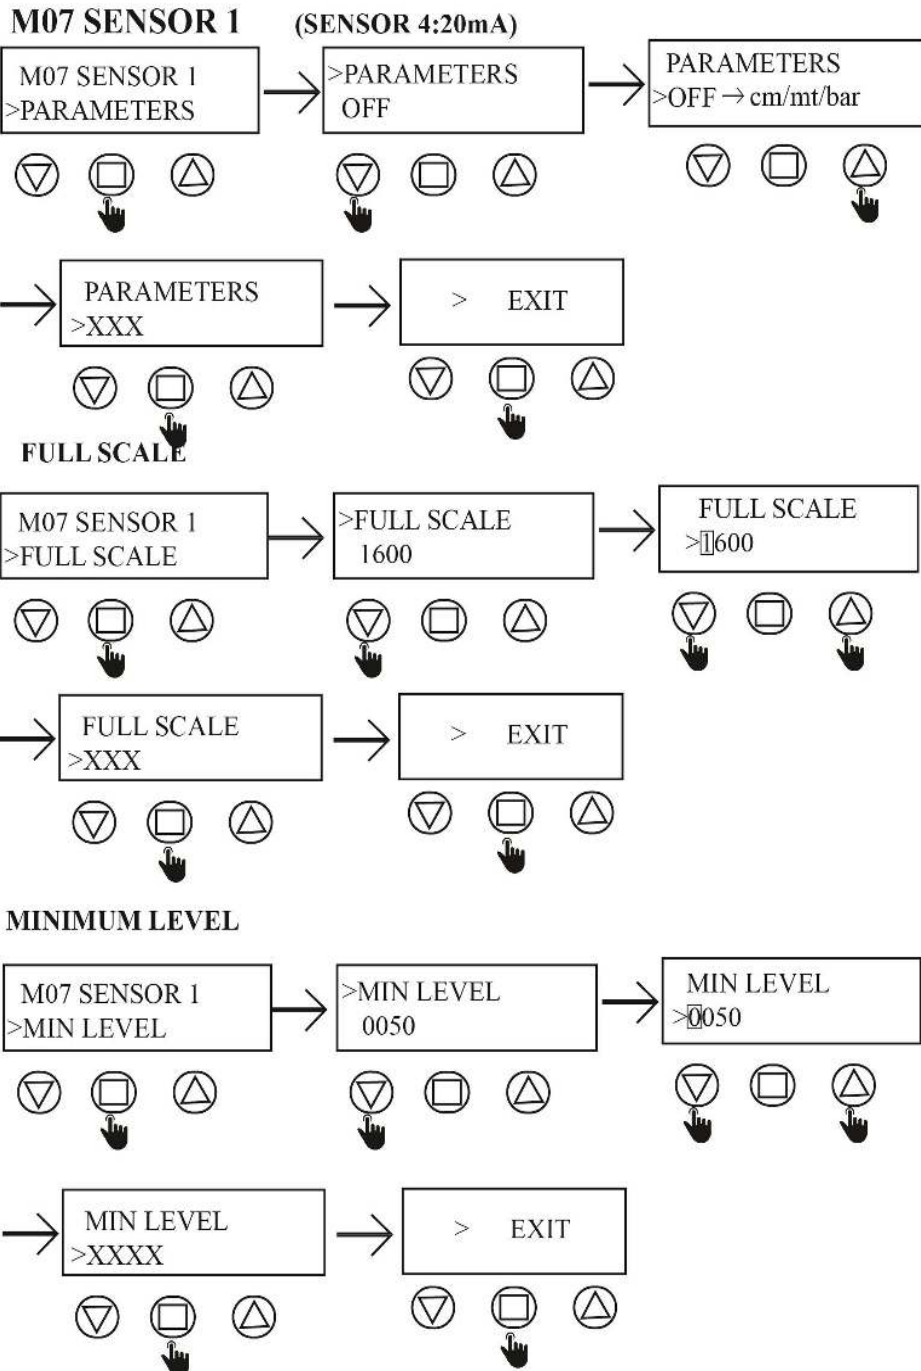 M07 SENSOR 1 (SENSOR 4:20mA)
M07 SENSOR 1
>PARAMETERS
>PARAMETERS
OFF
PARAMETERS
>OFF → cm/mt/bar
PARAMETERS
>XXX
> EXIT
FULL SCALE
M07 SENSOR 1
>FULL SCALE
>FULL SCALE
1600
FULL SCALE
>1600
FULL SCALE
>XXX
> EXIT
MINIMUM LEVEL
M07 SENSOR 1
>MIN LEVEL
>MIN LEVEL
0050
MIN LEVEL
>0050
MIN LEVEL
>XXXX
> EXIT